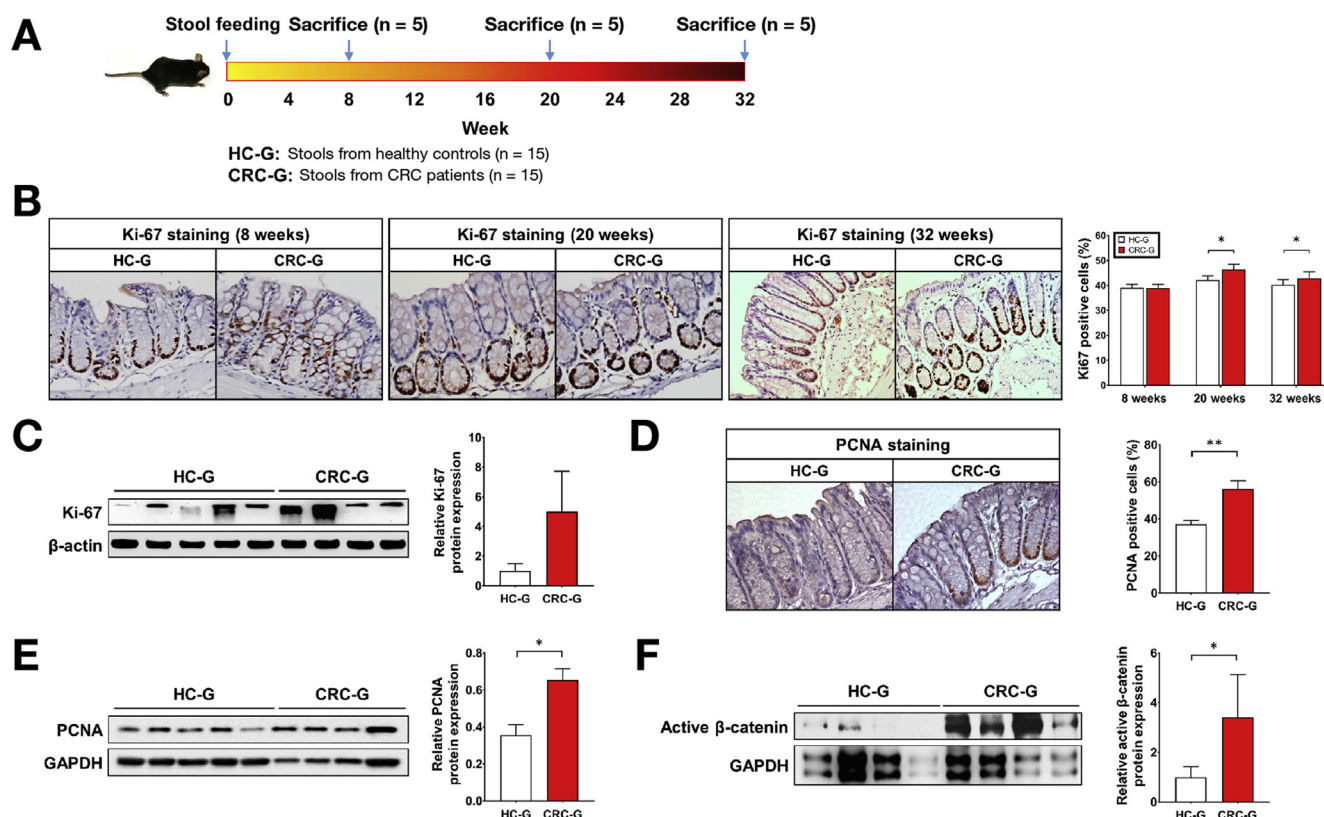 A
Stool feeding Sacrifice (n = 5) Sacrifice (n = 5) Sacrifice (n = 5)
0 4 8 12 16 20 24 28 32
Week
HC-G: Stools from healthy controls (n = 15)
CRC-G: Stools from CRC patients (n = 15)
B
Ki-67 staining (8 weeks) Ki-67 staining (20 weeks) Ki-67 staining (32 weeks)
HC-G CRC-G HC-G CRC-G HC-G CRC-G
Ki67 positive cells (%)
60
50
40
30
20
10
0
HC-G
CRC-G
* *
8 weeks 20 weeks 32 weeks
C
HC-G CRC-G
Ki-67
β-actin
Relative Ki-67
protein expression
10
8
6
4
2
0
HC-G CRC-G
D
PCNA staining
HC-G CRC-G
PCNA positive cells (%)
80
60
40
20
0
**
HC-G CRC-G
E
HC-G CRC-G
PCNA
GAPDH
Relative PCNA
protein expression
0.8
0.6
0.4
0.2
0.0
*
HC-G CRC-G
F
HC-G CRC-G
Active β-catenin
GAPDH
Relative active β-catenin
protein expression
6
4
2
0
*
HC-G CRC-G